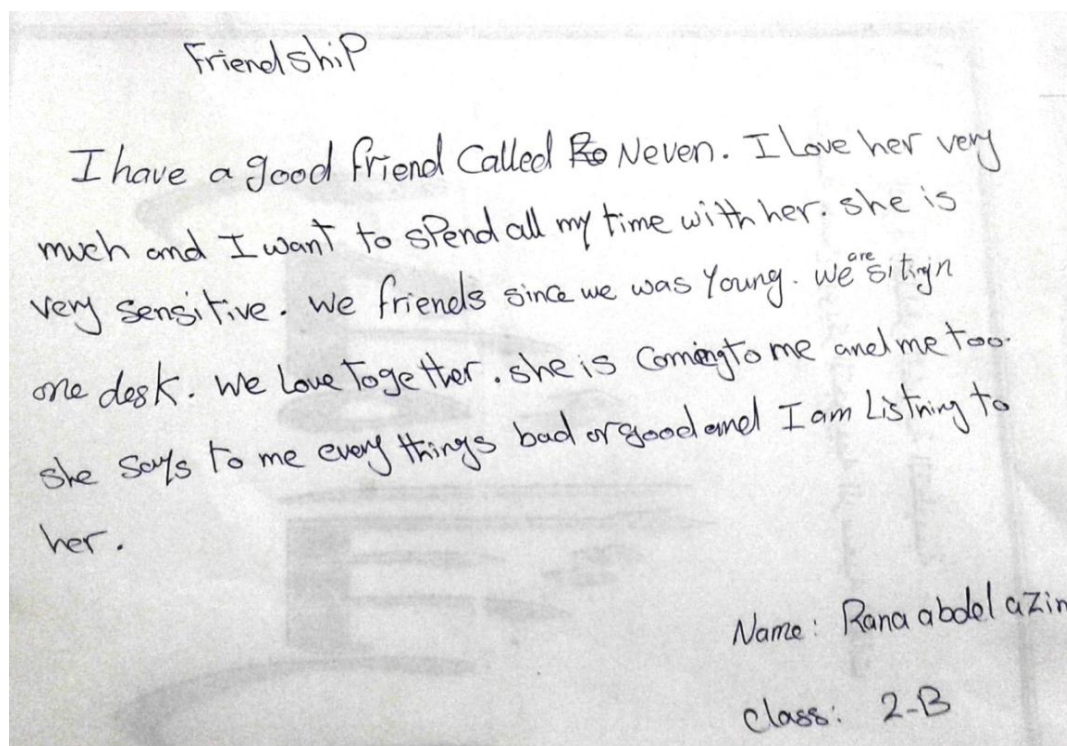 Friendship
I have a good friend Called Neven. I Love her very
much and I want to spend all my time with her. she is
very sensitive. we friends since we was Young. we are sitign
one desk. we Love Together. she is Coming to me and me too.
she says to me every things bad or good and I am Listning to
her.
Name: Rana abdel azin
Class: 2-B